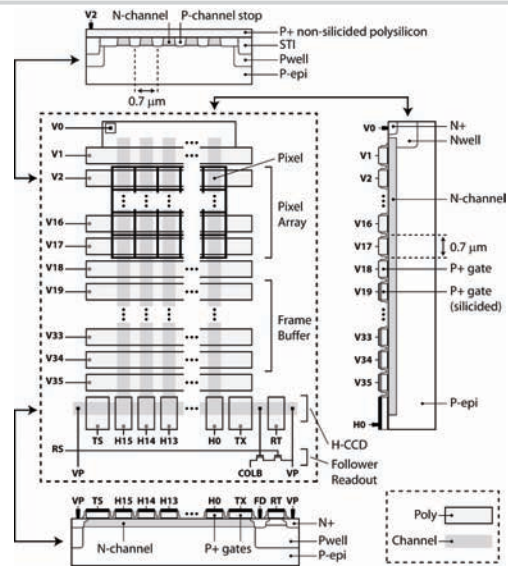 V2
N-channel
P-channel stop
P+ non-silicided polysilicon
STI
Pwell
P-epi
0.7 μm
V0
V1
V2
V16
V17
V18
V19
V33
V34
V35
Pixel
Pixel
Array
Frame
Buffer
TS H15 H14 H13 H0 TX RT
H-CCD
RS
VP
COLB
VP
Follower
Readout
V0
V1
V2
V16
V17
V18
V19
V33
V34
V35
H0
N+
Nwell
N-channel
0.7 μm
P+ gate
P+ gate
(silicided)
P-epi
VP TS H15 H14 H13 H0 TX FD RT VP
N-channel
P+ gates
N+
Pwell
P-epi
Poly
Channel